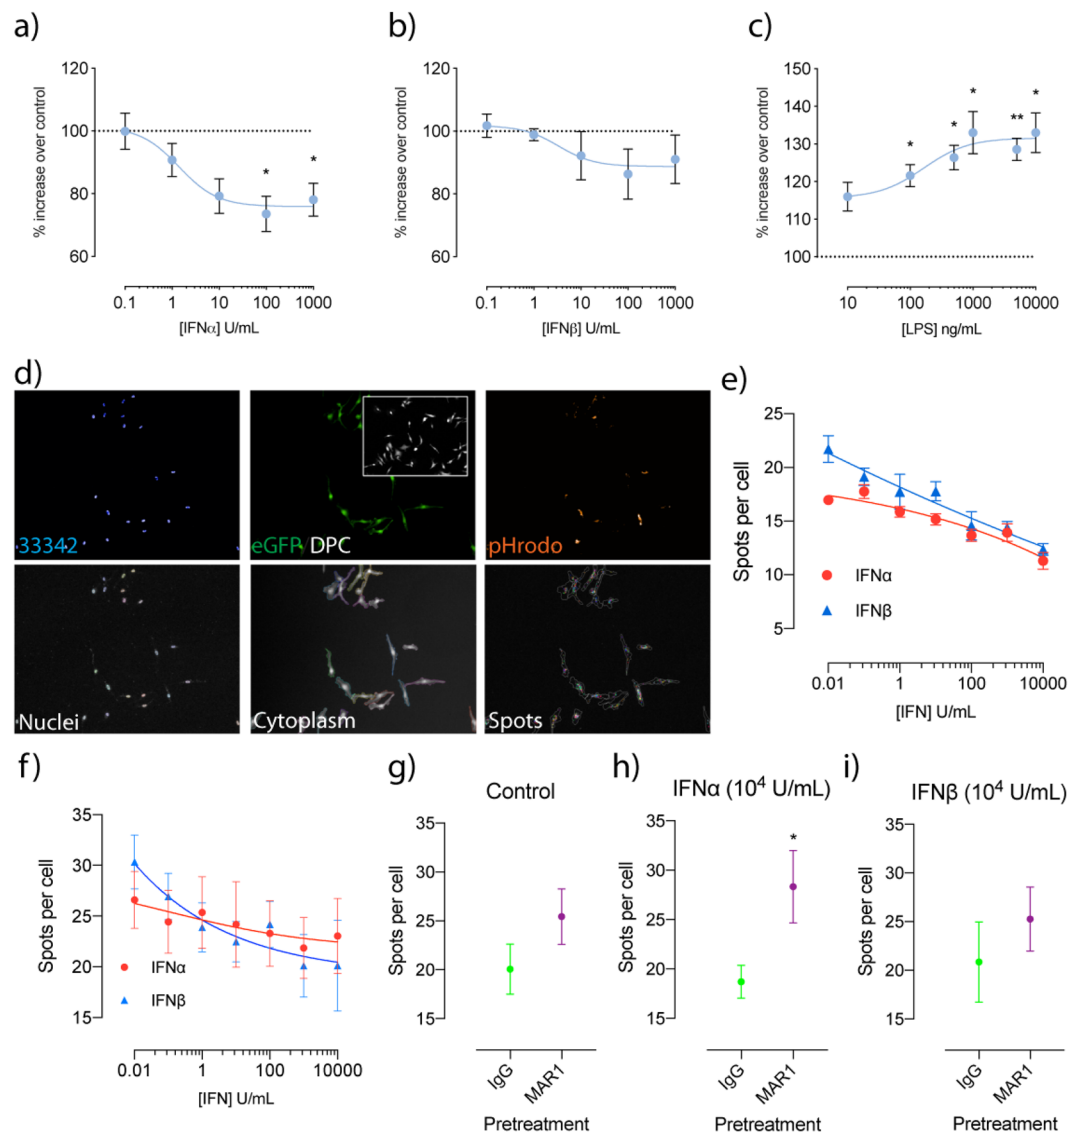 a)
% increase over control
120
100
80
60
*
*
0.1 1 10 100 1000
[IFNα] U/mL
b)
% increase over control
120
100
80
60
0.1 1 10 100 1000
[IFNβ] U/mL
c)
% increase over control
150
140
130
120
110
100
*
*
*
**
*
10 100 1000 10000
[LPS] ng/mL
d)
33342
eGFP DPC
pHrodo
Nuclei
Cytoplasm
Spots
e)
Spots per cell
25
20
15
10
5
IFNα
IFNβ
0.01 1 100 10000
[IFN] U/mL
f)
Spots per cell
35
30
25
20
15
IFNα
IFNβ
0.01 1 100 10000
[IFN] U/mL
g)
Control
Spots per cell
35
30
25
20
15
IgG MAR1
Pretreatment
h)
IFNα (10⁴ U/mL)
Spots per cell
35
30
25
20
15
*
IgG MAR1
Pretreatment
i)
IFNβ (10⁴ U/mL)
Spots per cell
35
30
25
20
15
IgG MAR1
Pretreatment